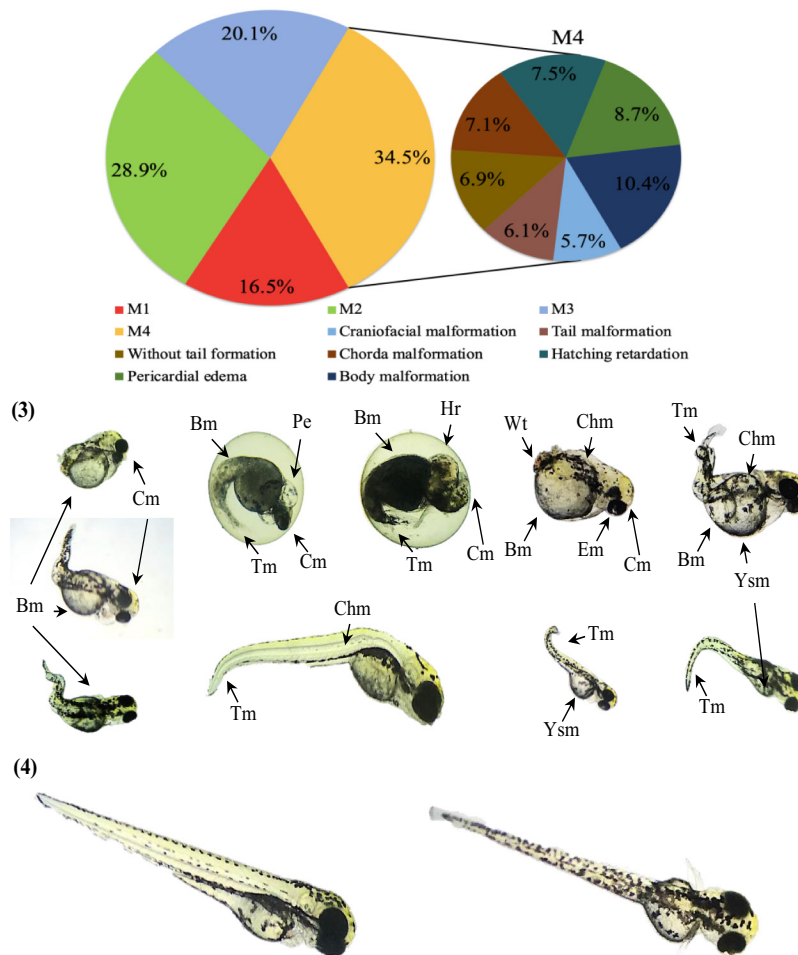 20.1%
M4
7.5%
8.7%
7.1%
28.9%
34.5%
6.9%
10.4%
6.1%
5.7%
16.5%
M1 M2 M3
M4 Craniofacial malformation Tail malformation
Without tail formation Chorda malformation Hatching retardation
Pericardial edema Body malformation
(3)
Bm Pe Bm Hr Wt Chm Tm Chm
Cm
Tm Cm Tm Cm Bm Em Cm Bm
Ysm
Bm
Chm
Tm
Tm
Ysm
Tm
(4)